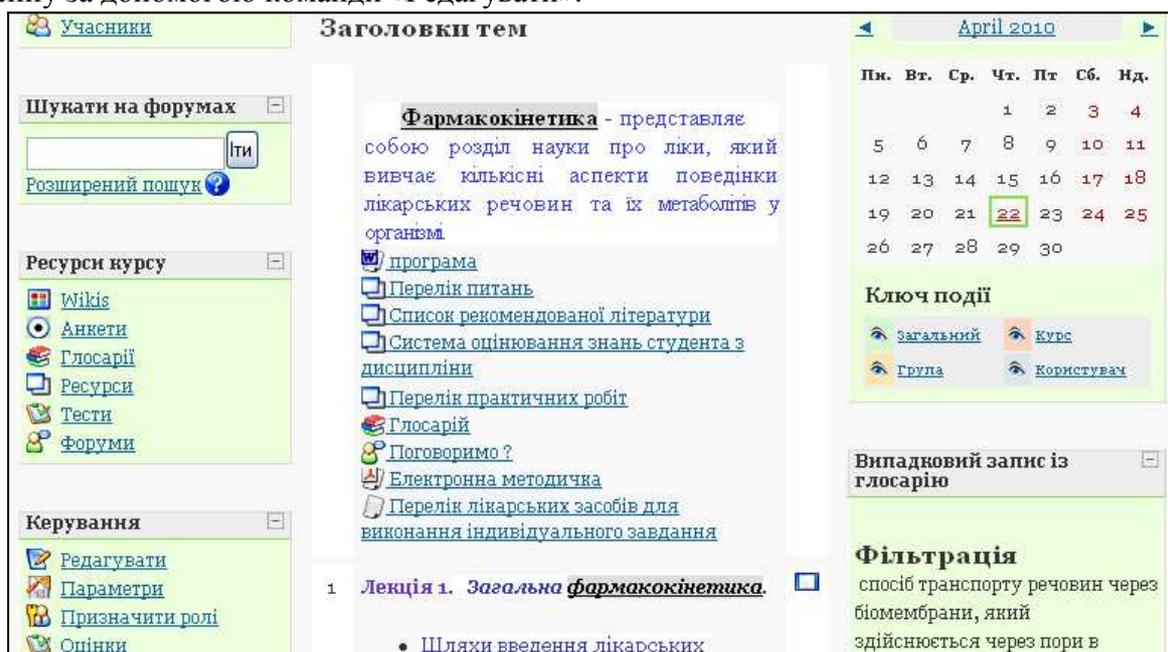 за допомогою команди «Редагувати».
Учасники
Шукати на форумах
Іти
Розширений пошук
Ресурси курсу
Wikis
Анкети
Глосарії
Ресурси
Тести
Форуми
Керування
Редагувати
Параметри
Призначити ролі
Оцінки
Заголовки тем
Фармакокінетика - представляє
собою розділ науки про ліки, який
вивчає кількісні аспекти поведінки
лікарських речовин та їх метаболітів у
організмі
програма
Перелік питань
Список рекомендованої літератури
Система оцінювання знань студента з
дисципліни
Перелік практичних робіт
Глосарій
Поговоримо ?
Електронна методичка
Перелік лікарських засобів для
виконання індивідуального завдання
1 Лекція 1. Загальна фармакокінетика.
• Шляхи введення лікарських
April 2010
Пн. Вт. Ср. Чт. Пт Сб. Нд.
1 2 3 4
5 6 7 8 9 10 11
12 13 14 15 16 17 18
19 20 21 22 23 24 25
26 27 28 29 30
Ключ події
Загальний Курс
Група Користувач
Випадковий запис із
глосарію
Фільтрація
спосіб транспорту речовин через
біомембрани, який
здійснюється через пори в